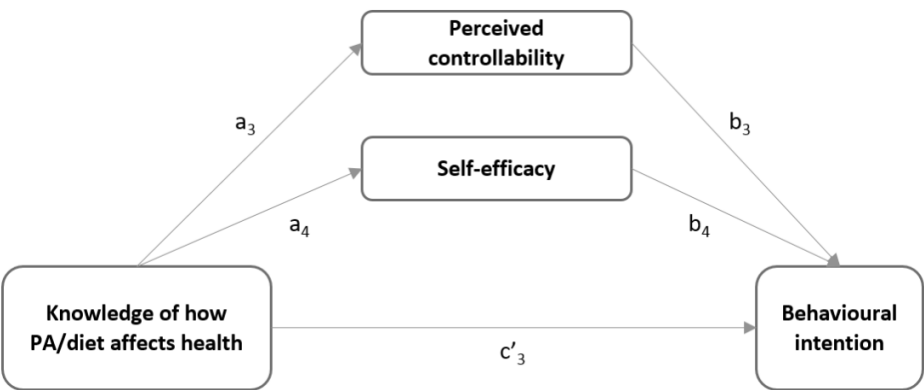 Perceived
controllability
a₃
b₃
Self-efficacy
a₄
b₄
Knowledge of how
PA/diet affects health
Behavioural
intention
c’₃